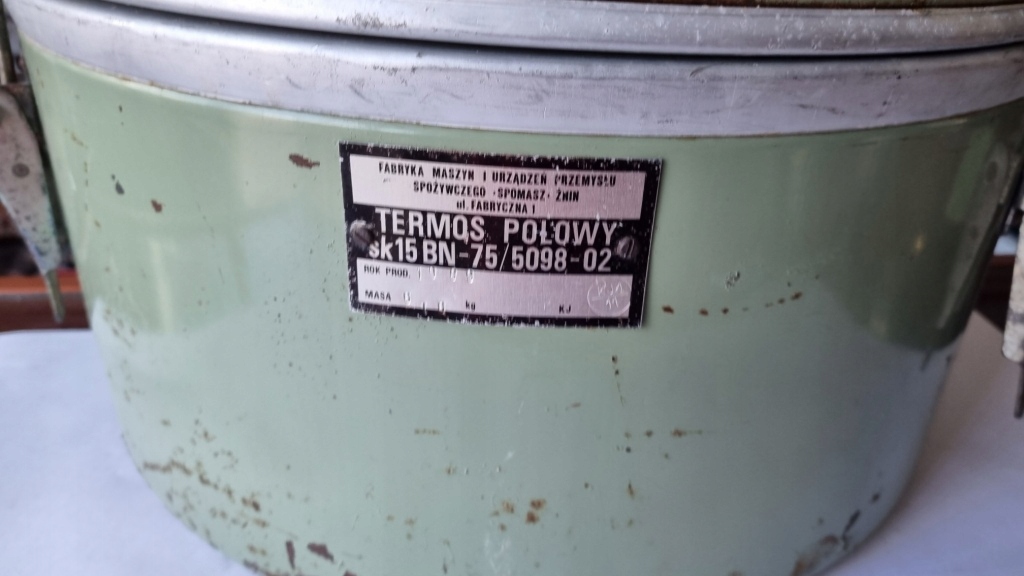 FABRYKA MASZYN I URZĄDZEŃ PRZEMYSŁU
SPOŻYWCZEGO „SPOMASZ” ŻNIN
ul. FABRYCZNA 1
TERMOS POLOWY
sk15 BN-75/5098-02
ROK PROD.
MASA kg KJ